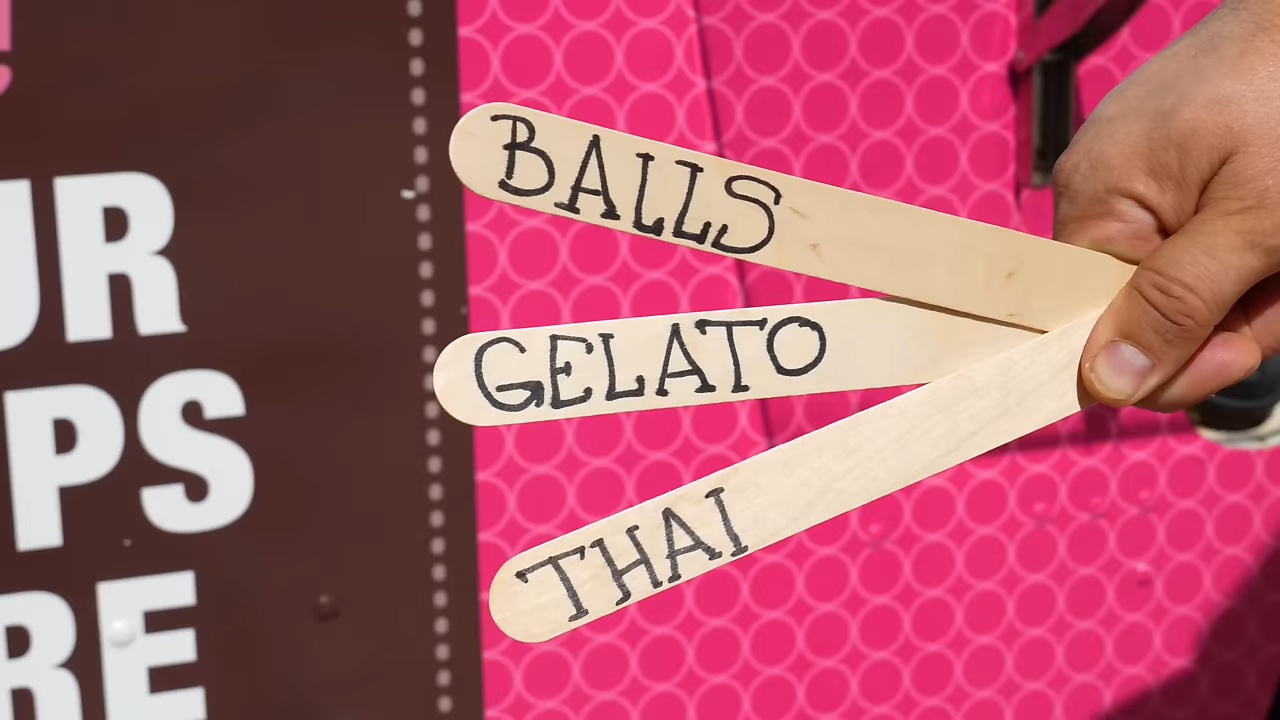 UR
PS
RE
BALLS
GELATO
THAI